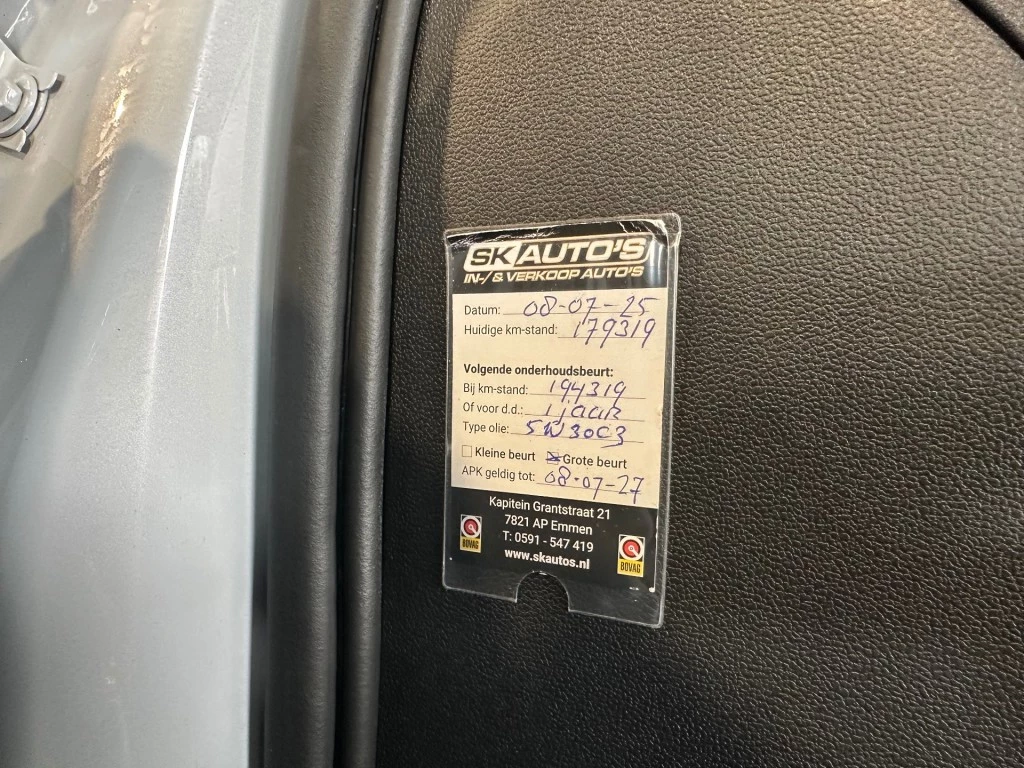 SK AUTO'S
IN-/ & VERKOOP AUTO'S
Datum: 08-07-25
Huidige km-stand: 179319
Volgende onderhoudsbeurt:
Bij km-stand: 194319
Of voor d.d.: 1 jaar
Type olie: 5W30C3
Kleine beurt Grote beurt
APK geldig tot: 08-07-27
Kapitein Grantstraat 21
7821 AP Emmen
T: 0591 - 547 419
www.skautos.nl
BOVAG BOVAG